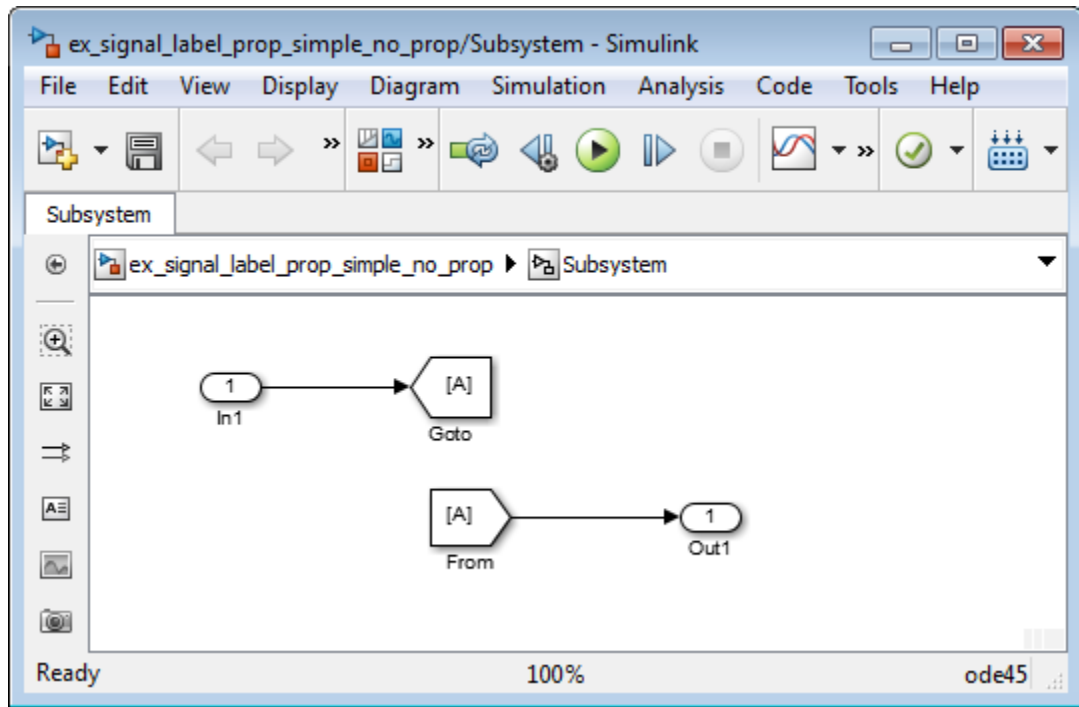 ex_signal_label_prop_simple_no_prop/Subsystem - Simulink
File Edit View Display Diagram Simulation Analysis Code Tools Help
Subsystem
ex_signal_label_prop_simple_no_prop Subsystem
1
In1
[A]
Goto
[A]
From
1
Out1
Ready 100% ode45